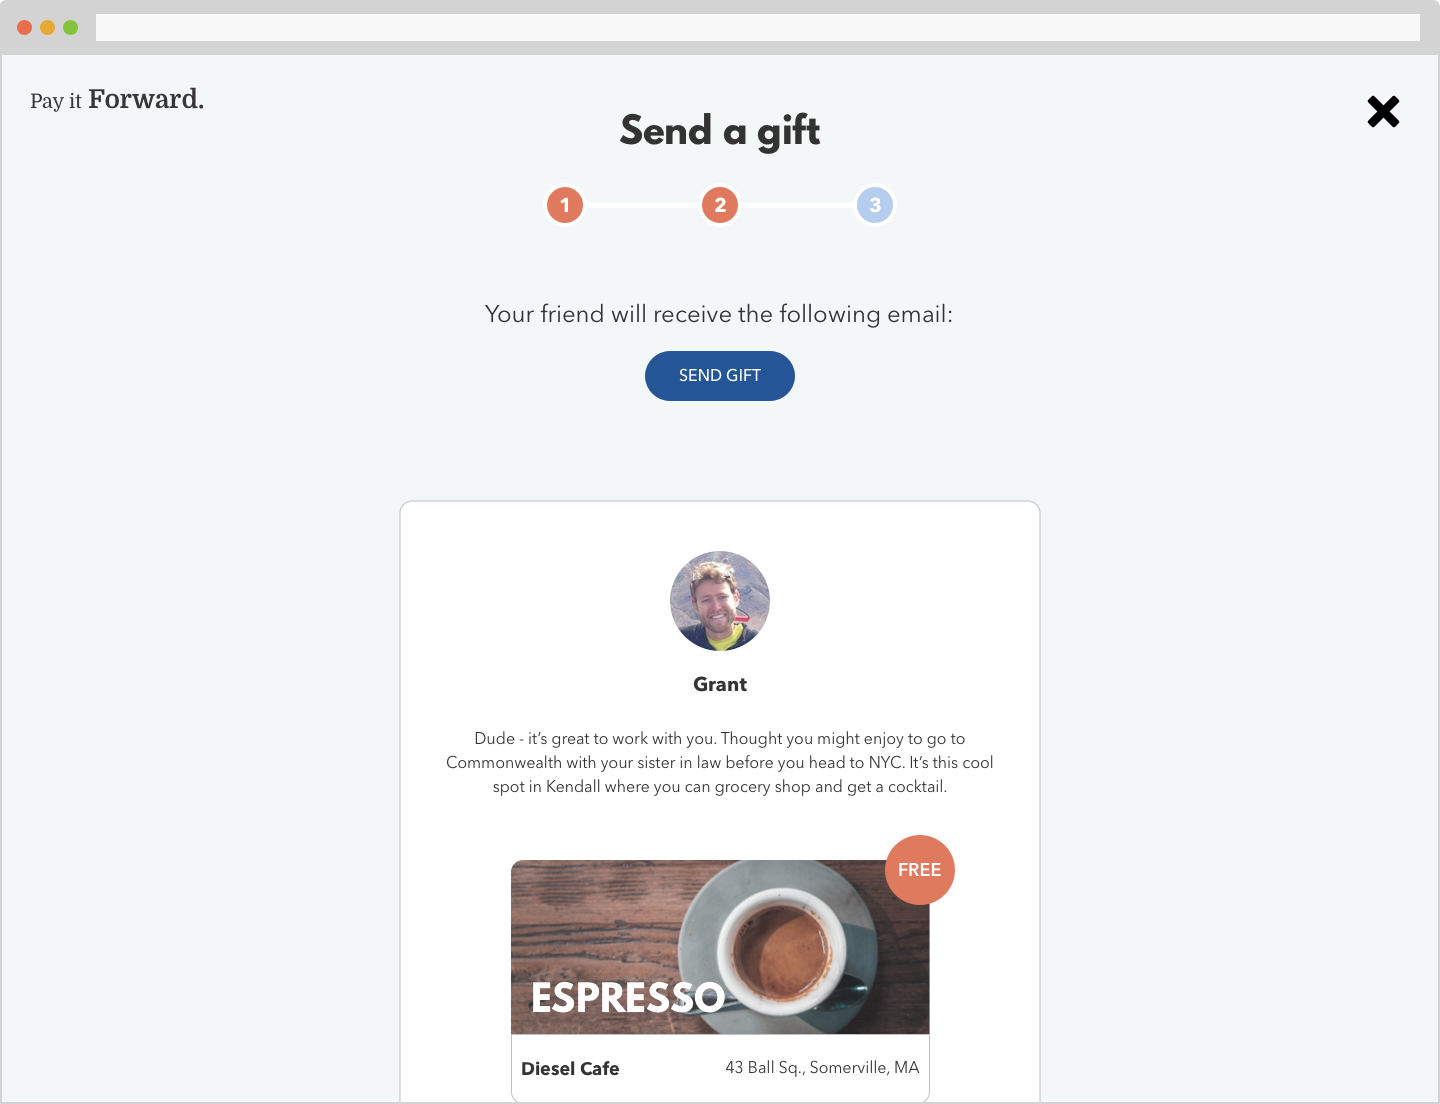 Pay it Forward.
Send a gift
1 2 3
Your friend will receive the following email:
SEND GIFT
Grant
Dude - it’s great to work with you. Thought you might enjoy to go to
Commonwealth with your sister in law before you head to NYC. It’s this cool
spot in Kendall where you can grocery shop and get a cocktail.
FREE
ESPRESSO
Diesel Cafe 43 Ball Sq., Somerville, MA